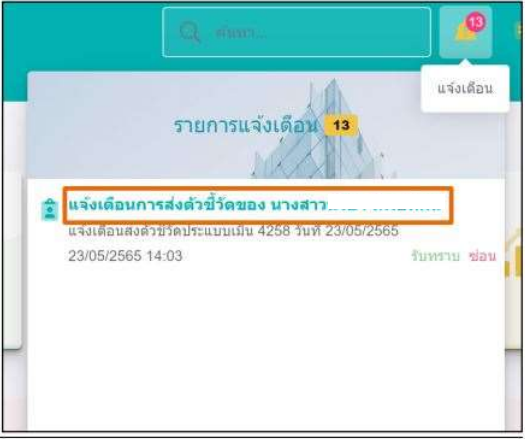 ค้นหา...
13
แจ้งเตือน
รายการแจ้งเตือน 13
แจ้งเตือนการส่งตัวชี้วัดของ นางสาว
แจ้งเตือนส่งตัวชี้วัดประแบบเมิน 4258 วันที่ 23/05/2565
23/05/2565 14:03 รับทราบ ซ่อน